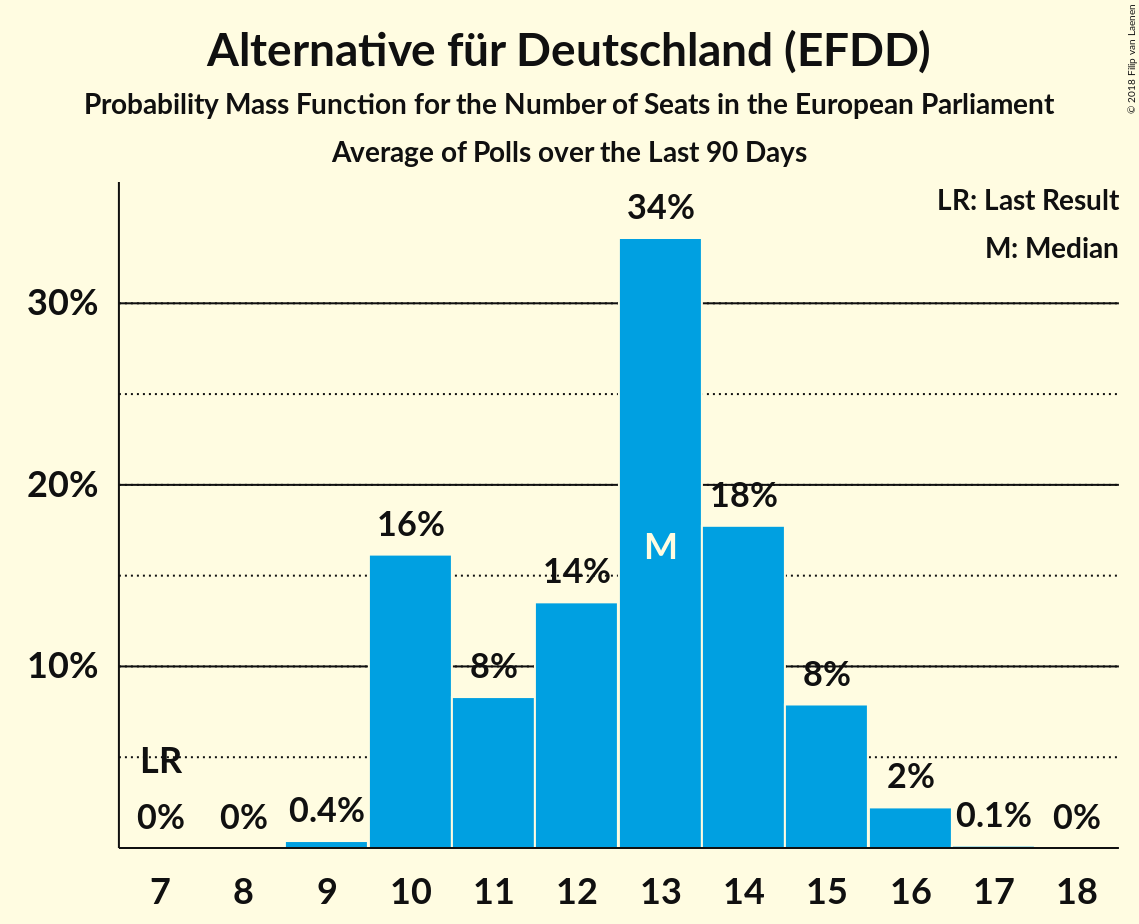 Alternative für Deutschland (EFDD)
Probability Mass Function for the Number of Seats in the European Parliament
Average of Polls over the Last 90 Days
© 2018 Filip van Laenen
LR: Last Result
M: Median
34%
30%
20%
18%
16%
M
14%
10%
8%
8%
LR
2%
0%
0%
0.4%
0.1%
0%
7 8 9 10 11 12 13 14 15 16 17 18